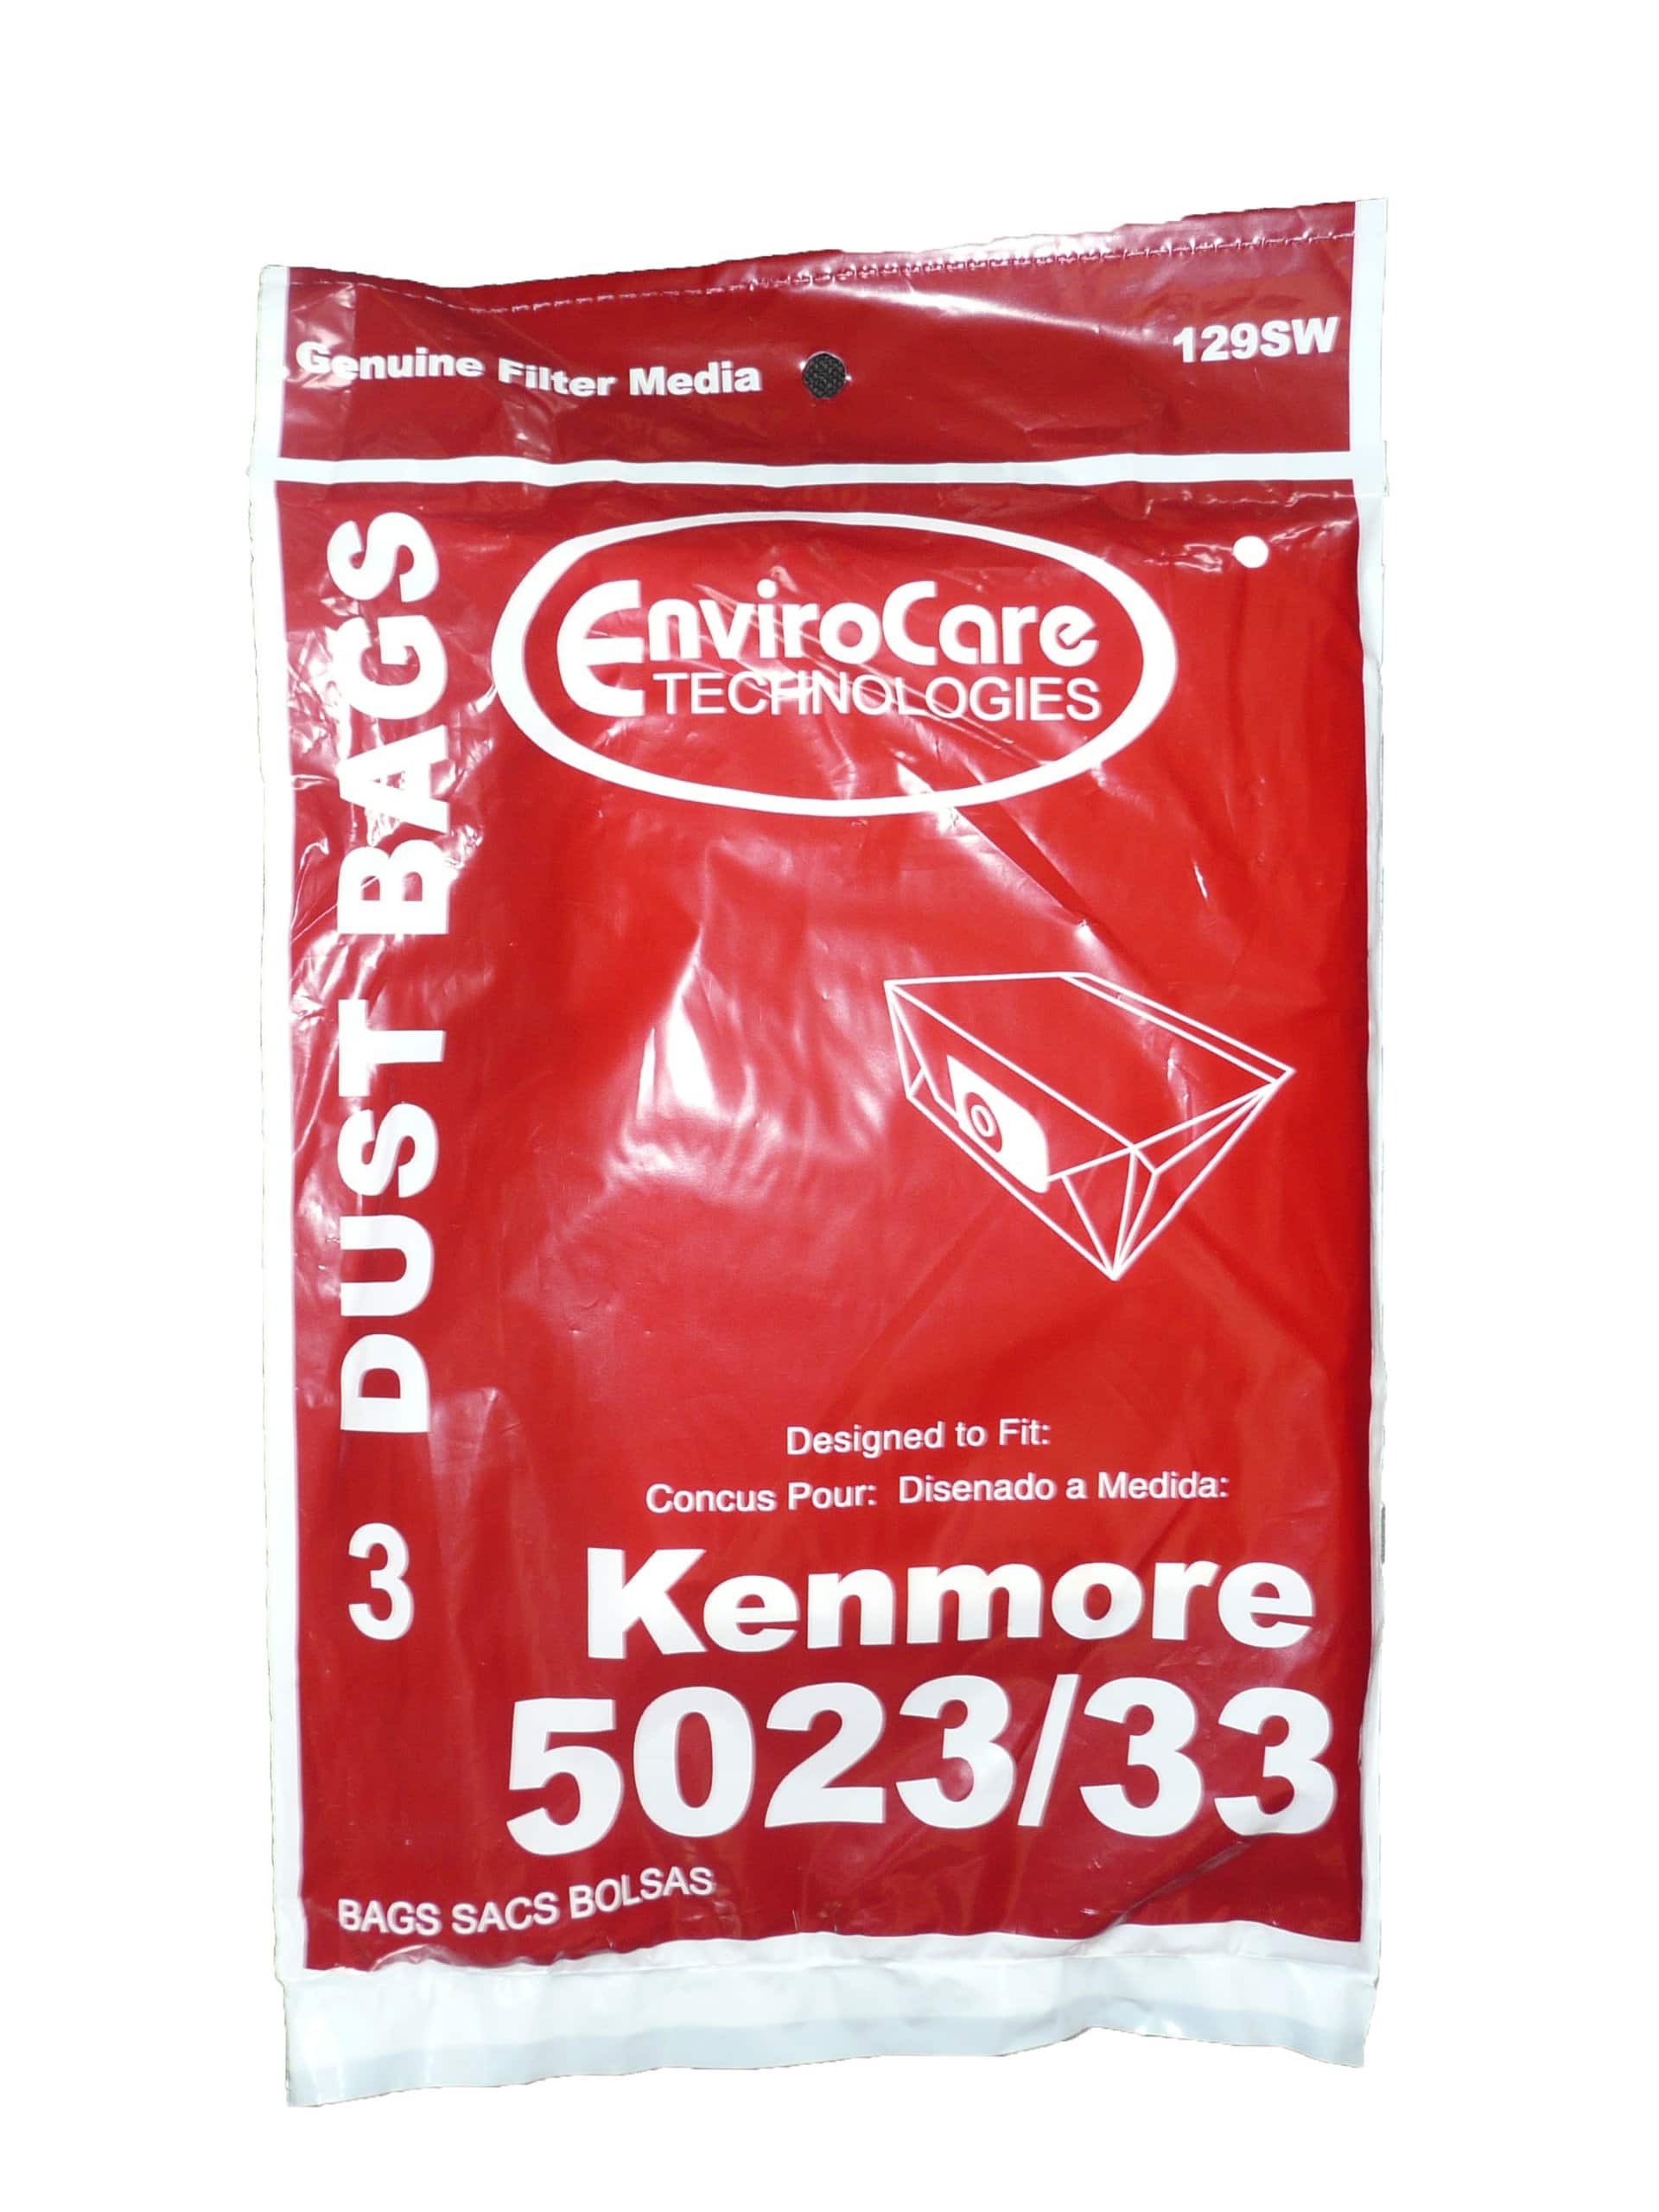 Genuine Filter Media
129SW
EnviroCare
TECHNOLOGIES
3 DUST BAGS
Designed to Fit:
Concus Pour: Disenado a Medida:
Kenmore
5023/33
BAGS SACS BOLSAS